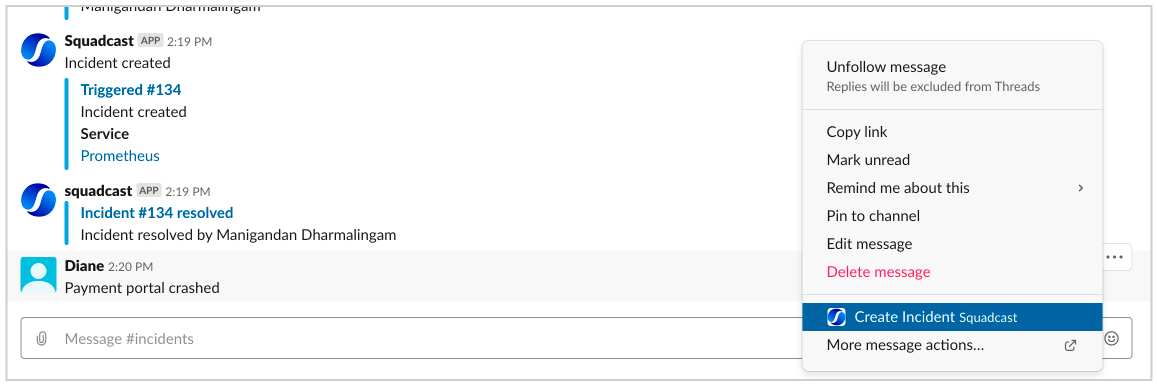 Manigandan Dharmalingam
Squadcast APP 2:19 PM
Incident created
Triggered #134
Incident created
Service
Prometheus
squadcast APP 2:19 PM
Incident #134 resolved
Incident resolved by Manigandan Dharmalingam
Diane 2:20 PM
Payment portal crashed
Message #incidents
Unfollow message
Replies will be excluded from Threads
Copy link
Mark unread
Remind me about this
Pin to channel
Edit message
Delete message
Create Incident Squadcast
More message actions...